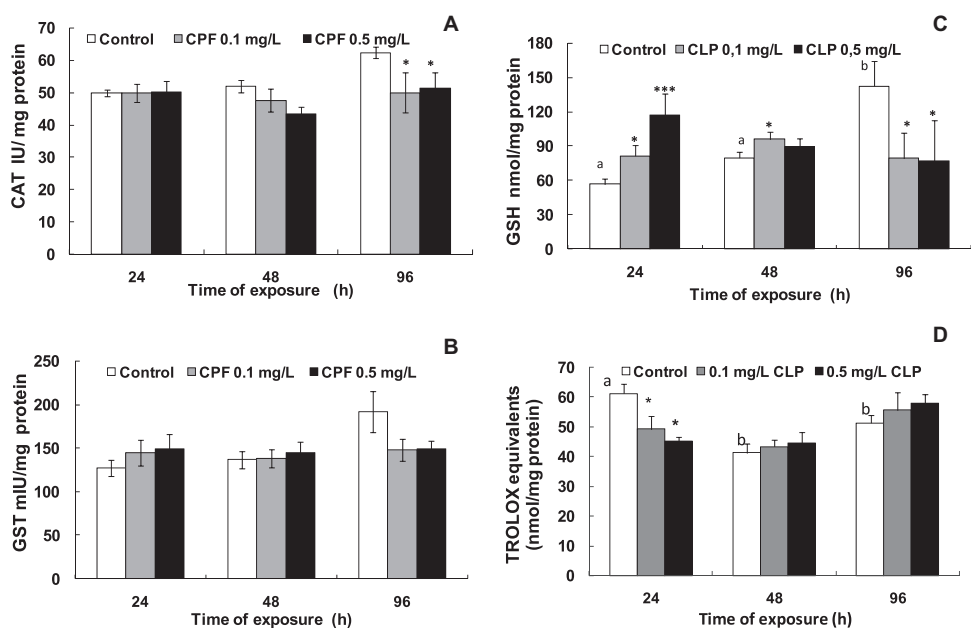 A
Control CPF 0.1 mg/L CPF 0.5 mg/L
CAT IU/ mg protein
70
60
50
40
30
20
10
0
* *
24 48 96
Time of exposure (h)
B
Control CPF 0.1 mg/L CPF 0.5 mg/L
GST mIU/mg protein
250
200
150
100
50
0
24 48 96
Time of exposure (h)
C
Control CLP 0,1 mg/L CLP 0,5 mg/L
GSH nmol/mg protein
180
150
120
90
60
30
0
a * *** a * b * *
24 48 96
Time of exposure (h)
D
Control 0.1 mg/L CLP 0.5 mg/L CLP
TROLOX equivalents
(nmol/mg protein)
70
60
50
40
30
20
10
0
a * * b b
24 48 96
Time of exposure (h)